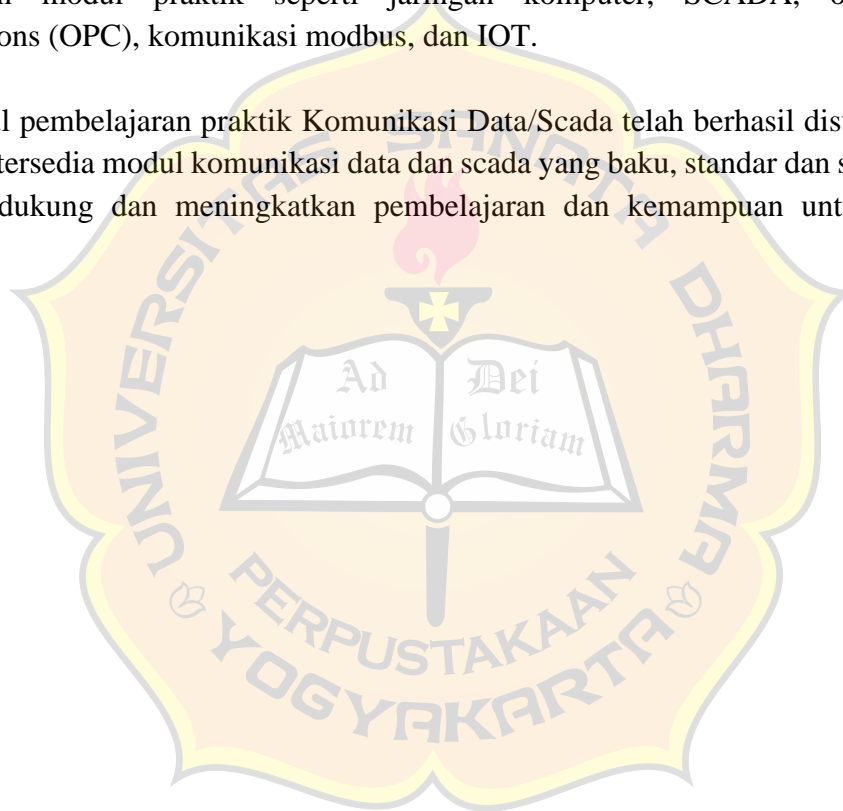 modul praktik seperti jaringan komputer, SCADA,
ons (OPC), komunikasi modbus, dan IOT.
l pembelajaran praktik Komunikasi Data/Scada telah berhasil dis
tersedia modul komunikasi data dan scada yang baku, standar dan s
dukung dan meningkatkan pembelajaran dan kemampuan unt
UNIVERSITAS SANATA DHARMA
Ad Dei
Maiorem Gloriam
PERPUSTAKAAN
YOGYAKARTA